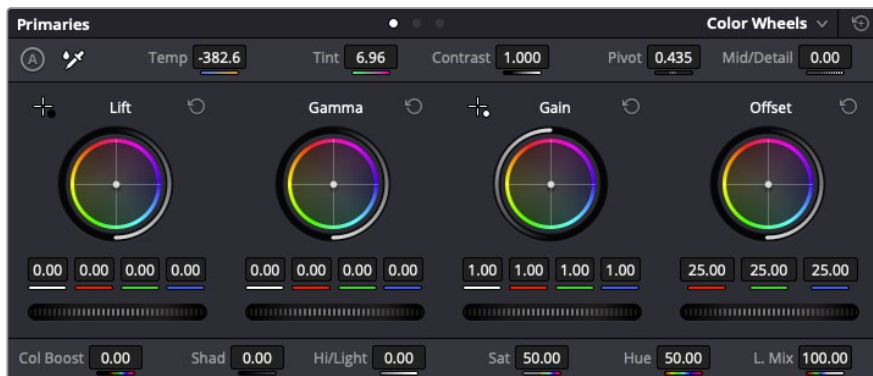 Primaries Color Wheels
A Temp -382.6 Tint 6.96 Contrast 1.000 Pivot 0.435 Mid/Detail 0.00
Lift Gamma Gain Offset
0.00 0.00 0.00 0.00 0.00 0.00 0.00 0.00 1.00 1.00 1.00 1.00 25.00 25.00 25.00
Col Boost 0.00 Shad 0.00 Hi/Light 0.00 Sat 50.00 Hue 50.00 L. Mix 100.00